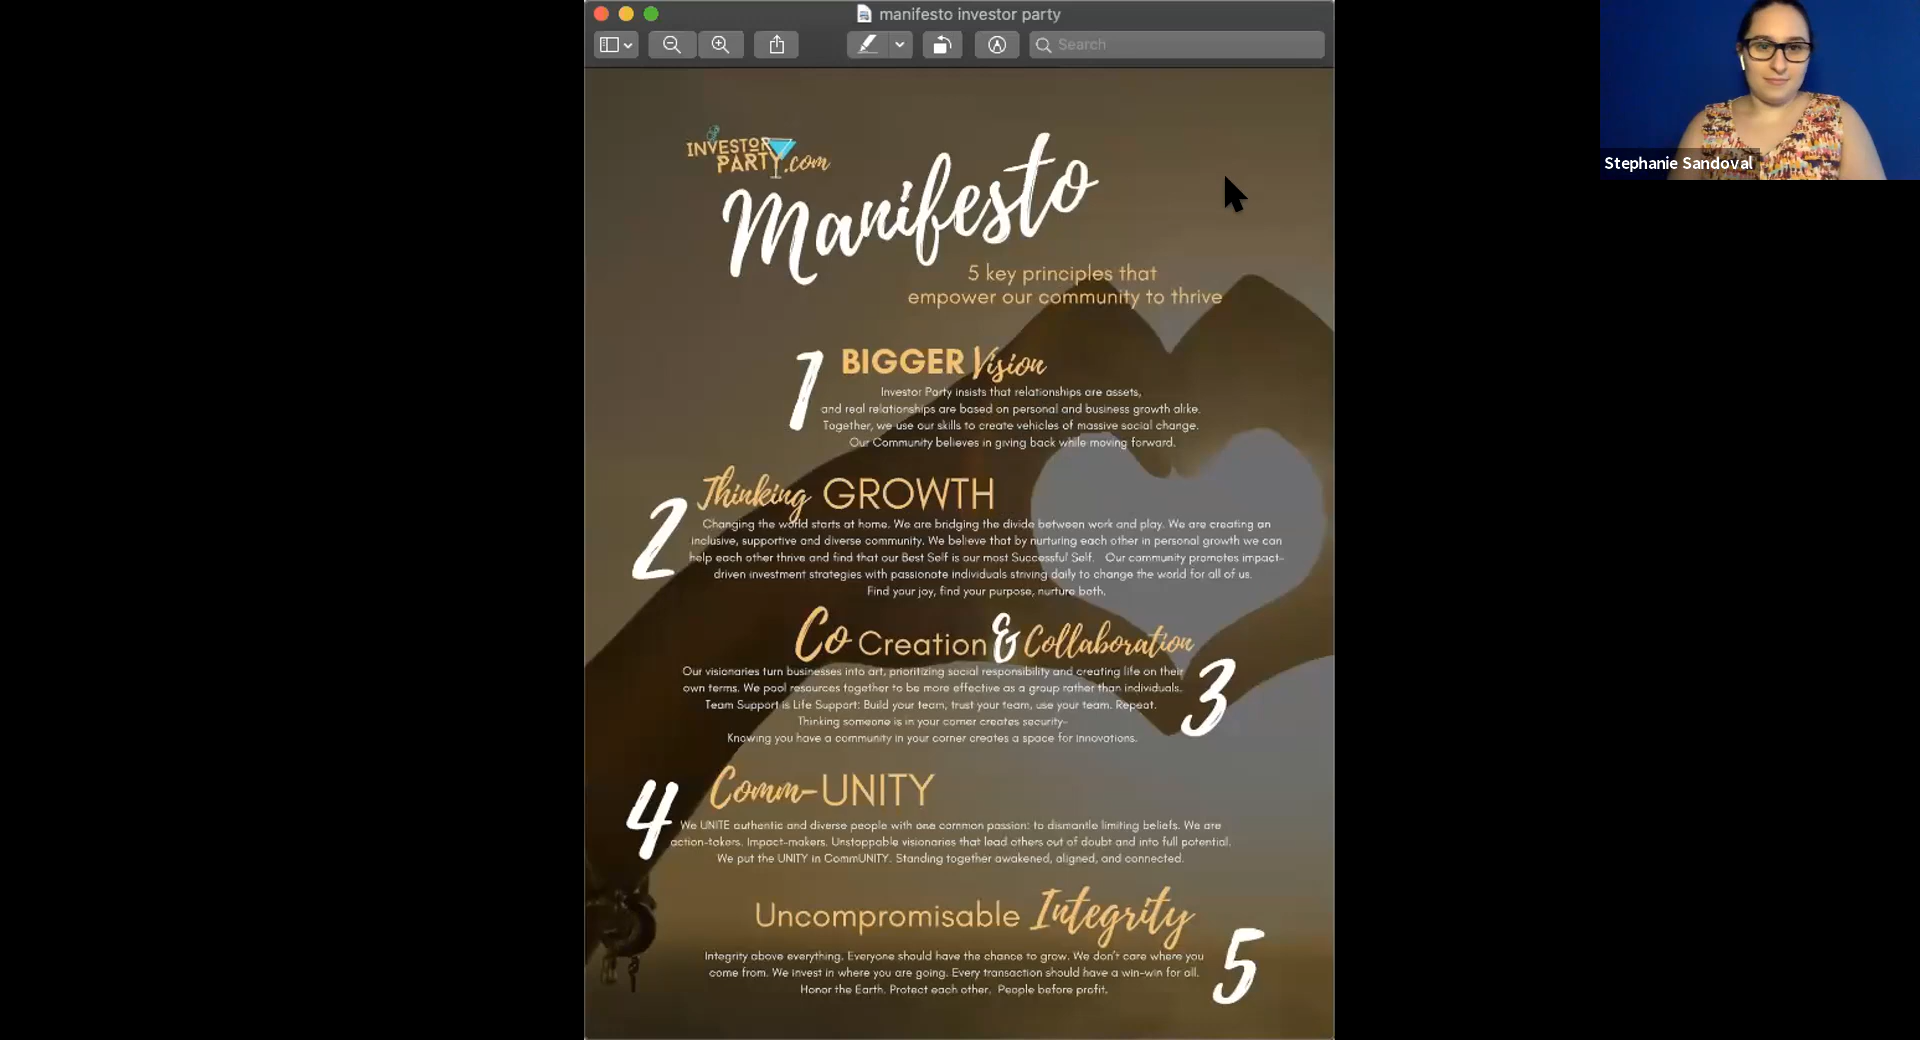 manifesto investor party
Search
Stephanie Sandoval
INVESTOR
PARTY.com
Manifesto
5 key principles that
empower our community to thrive
1 BIGGER Vision
Investor Party insists that relationships are assets,
and real relationships are based on personal and business growth alike.
Together, we use our skills to create vehicles of massive social change.
Our Community believes in giving back while moving forward.
2 Thinking GROWTH
Changing the world starts at home. We are bridging the divide between work and play. We are creating an
inclusive, supportive and diverse community. We believe that by nurturing each other in personal growth we can
help each other thrive and find that our Best Self is our most Successful Self. Our community promotes impact-
driven investment strategies with passionate individuals striving daily to change the world for all of us.
Find your joy, find your purpose, nurture both.
Co Creation & Collaboration
3
Our visionaries turn businesses into art, prioritizing social responsibility and creating life on their
own terms. We pool resources together to be more effective as a group rather than individuals.
Team Support is Life Support: Build your team, trust your team, use your team. Repeat.
Thinking someone is in your corner creates security-
Knowing you have a community in your corner creates a space for innovations.
4 Comm-UNITY
We UNITE authentic and diverse people with one common passion: to dismantle limiting beliefs. We are
action-takers. Impact-makers. Unstoppable visionaries that lead others out of doubt and into full potential.
We put the UNITY in CommUNITY. Standing together awakened, aligned, and connected.
Uncompromisable Integrity
5
Integrity above everything. Everyone should have the chance to grow. We don't care where you
come from. We invest in where you are going. Every transaction should have a win-win for all.
Honor the Earth. Protect each other. People before profit.